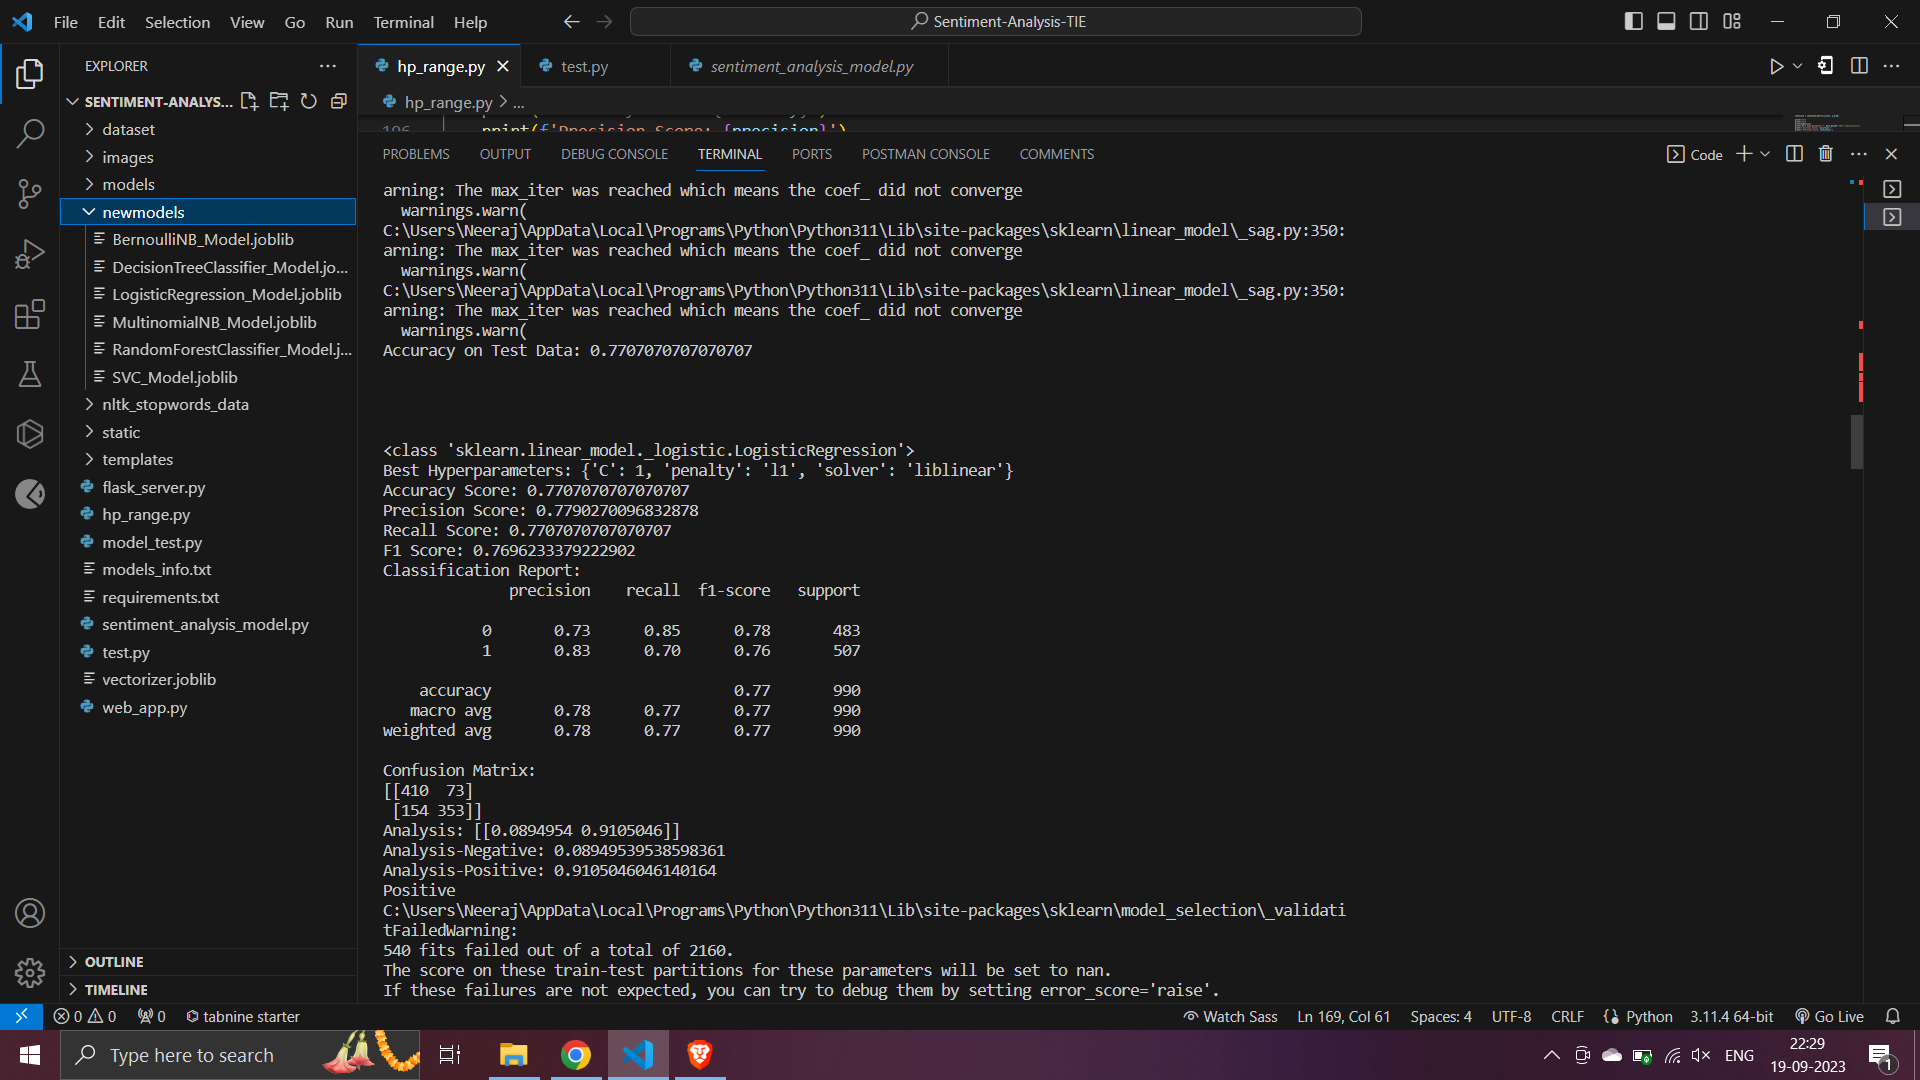 File Edit Selection View Go Run Terminal Help
Sentiment-Analysis-TIE
EXPLORER
SENTIMENT-ANALYS...
dataset
images
models
newmodels
BernoulliNB_Model.joblib
DecisionTreeClassifier_Model.jo...
LogisticRegression_Model.joblib
MultinomialNB_Model.joblib
RandomForestClassifier_Model.j...
SVC_Model.joblib
nltk_stopwords_data
static
templates
flask_server.py
hp_range.py
model_test.py
models_info.txt
requirements.txt
sentiment_analysis_model.py
test.py
vectorizer.joblib
web_app.py
OUTLINE
TIMELINE
hp_range.py
test.py
sentiment_analysis_model.py
hp_range.py > ...
106 print(f'Precision Score: {precision}')
PROBLEMS OUTPUT DEBUG CONSOLE TERMINAL PORTS POSTMAN CONSOLE COMMENTS
Code
arning: The max_iter was reached which means the coef_ did not converge
warnings.warn(
C:\Users\Neeraj\AppData\Local\Programs\Python\Python311\Lib\site-packages\sklearn\linear_model\_sag.py:350:
arning: The max_iter was reached which means the coef_ did not converge
warnings.warn(
C:\Users\Neeraj\AppData\Local\Programs\Python\Python311\Lib\site-packages\sklearn\linear_model\_sag.py:350:
arning: The max_iter was reached which means the coef_ did not converge
warnings.warn(
Accuracy on Test Data: 0.7707070707070707
<class 'sklearn.linear_model._logistic.LogisticRegression'>
Best Hyperparameters: {'C': 1, 'penalty': 'l1', 'solver': 'liblinear'}
Accuracy Score: 0.7707070707070707
Precision Score: 0.7790270096832878
Recall Score: 0.7707070707070707
F1 Score: 0.7696233379222902
Classification Report:
precision recall f1-score support
0 0.73 0.85 0.78 483
1 0.83 0.70 0.76 507
accuracy 0.77 990
macro avg 0.78 0.77 0.77 990
weighted avg 0.78 0.77 0.77 990
Confusion Matrix:
[[410 73]
[154 353]]
Analysis: [[0.0894954 0.9105046]]
Analysis-Negative: 0.08949539538598361
Analysis-Positive: 0.9105046046140164
Positive
C:\Users\Neeraj\AppData\Local\Programs\Python\Python311\Lib\site-packages\sklearn\model_selection\_validati
tFailedWarning:
540 fits failed out of a total of 2160.
The score on these train-test partitions for these parameters will be set to nan.
If these failures are not expected, you can try to debug them by setting error_score='raise'.
0 0 0 tabnine starter
Watch Sass Ln 169, Col 61 Spaces: 4 UTF-8 CRLF Python 3.11.4 64-bit Go Live
Type here to search
ENG
22:29
19-09-2023
1